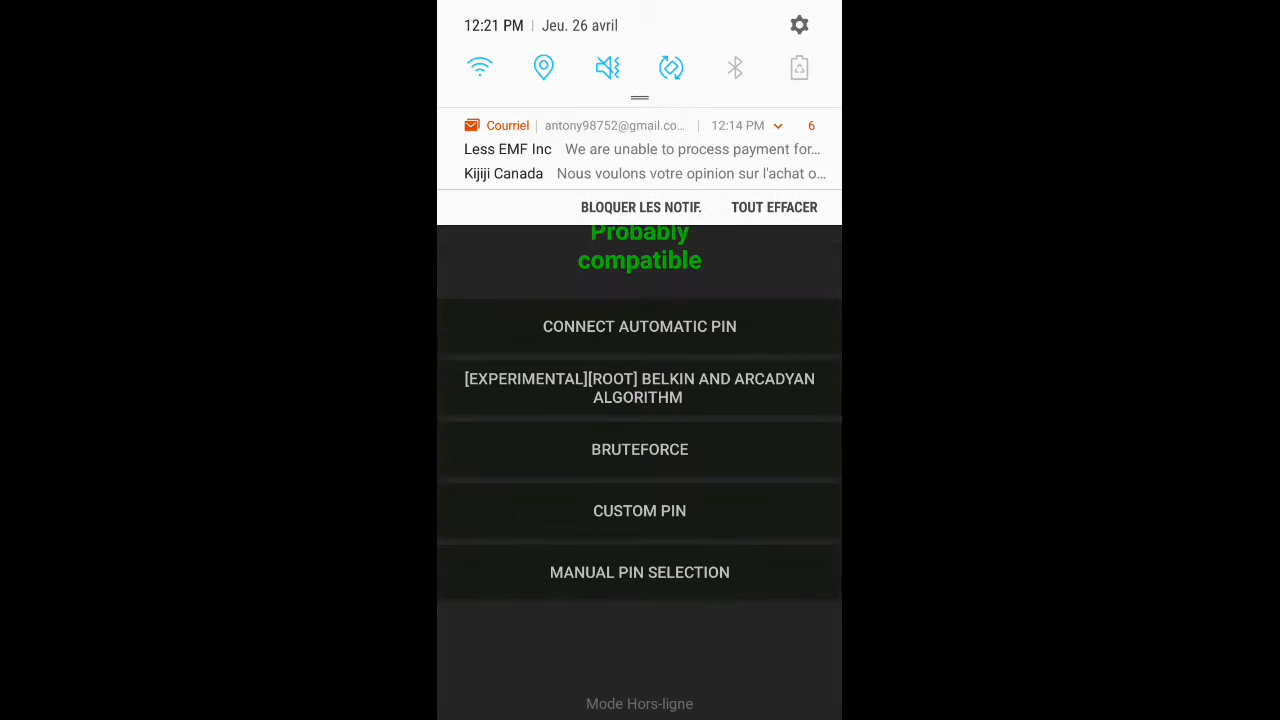 12:21 PM | Jeu. 26 avril
Courriel | antony98752@gmail.co... | 12:14 PM 6
Less EMF Inc We are unable to process payment for...
Kijiji Canada Nous voulons votre opinion sur l'achat o...
BLOQUER LES NOTIF. TOUT EFFACER
Probably
compatible
CONNECT AUTOMATIC PIN
[EXPERIMENTAL][ROOT] BELKIN AND ARCADYAN
ALGORITHM
BRUTEFORCE
CUSTOM PIN
MANUAL PIN SELECTION
Mode Hors-ligne